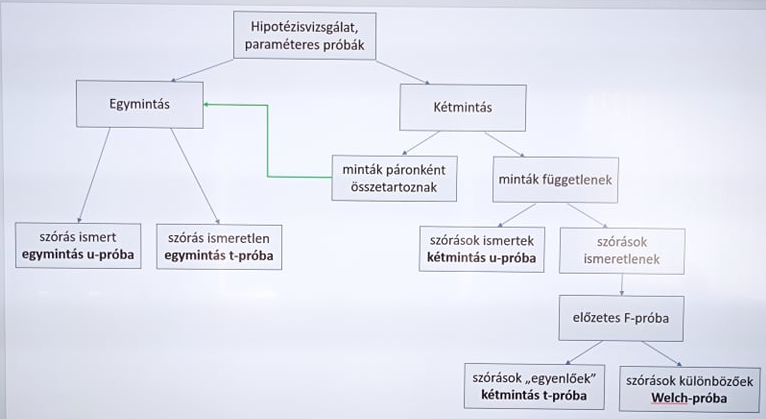 Hipotézisvizsgálat,
paraméteres próbák
Egymintás
Kétmintás
minták páronként
összetartoznak
minták függetlenek
szórás ismert
egymintás u-próba
szórás ismeretlen
egymintás t-próba
szórások ismertek
kétmintás u-próba
szórások
ismeretlenek
előzetes F-próba
szórások „egyenlőek”
kétmintás t-próba
szórások különbözőek
Welch-próba